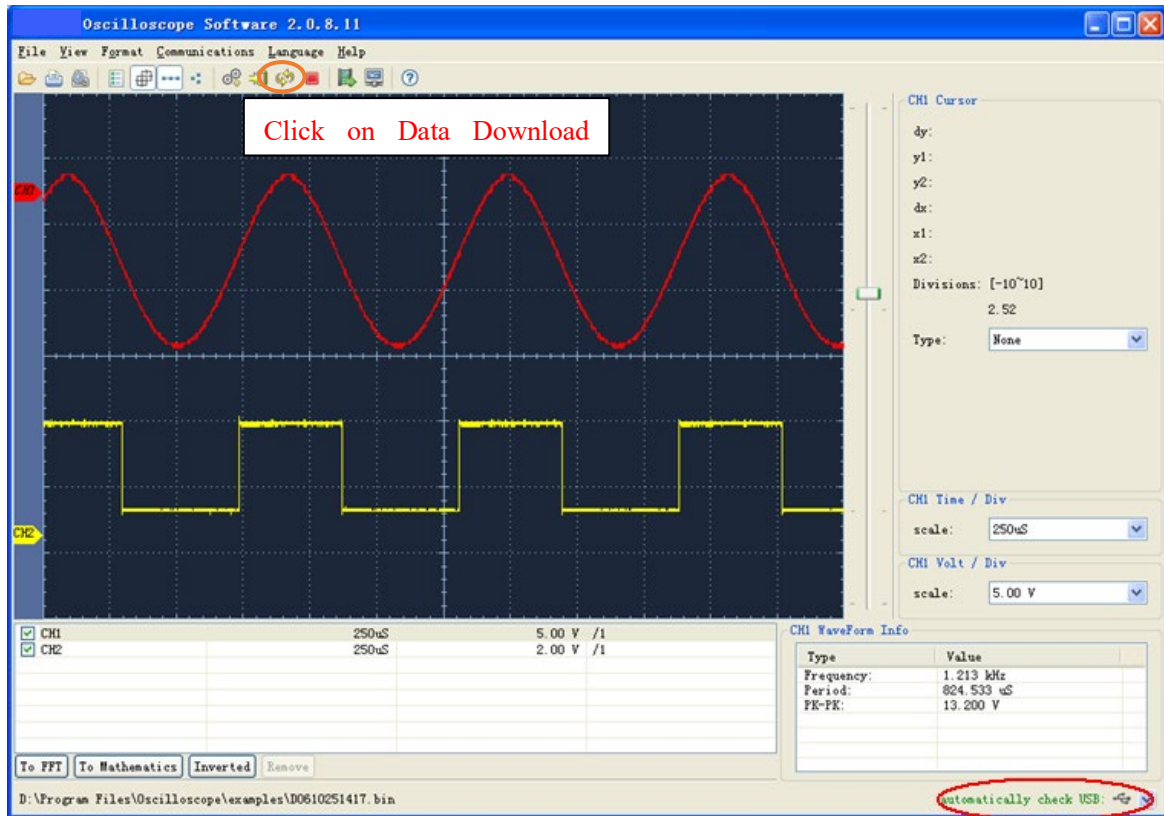 Oscilloscope Software 2.0.8.11
File View Format Communications Language Help
Click on Data Download
CH1
CH2
CH1 Cursor
dy:
y1:
y2:
dx:
x1:
x2:
Divisions: [-10~10]
2.52
Type: None
CH1 Time / Div
scale: 250uS
CH1 Volt / Div
scale: 5.00 V
CH1 250uS 5.00 V /1
CH2 250uS 2.00 V /1
CH1 WaveForm Info
Type Value
Frequency: 1.213 kHz
Period: 824.533 uS
PK-PK: 13.200 V
To FFT To Mathematics Inverted Remove
D:\Program Files\Oscilloscope\examples\D0610251417.bin
automatically check USB: